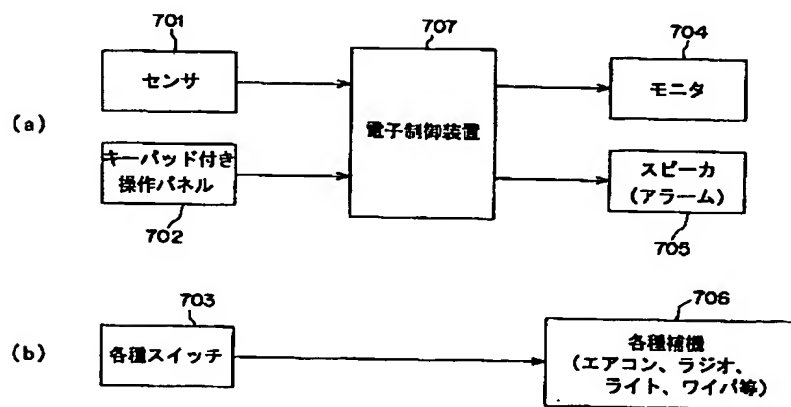 701
707
704
(a)
センサ
モニタ
電子制御装置
キーパッド付き
操作パネル
スピーカ
(アラーム)
702
705
703
706
(b)
各種スイッチ
各種補機
(エアコン、ラジオ、
ライト、ワイパ等)